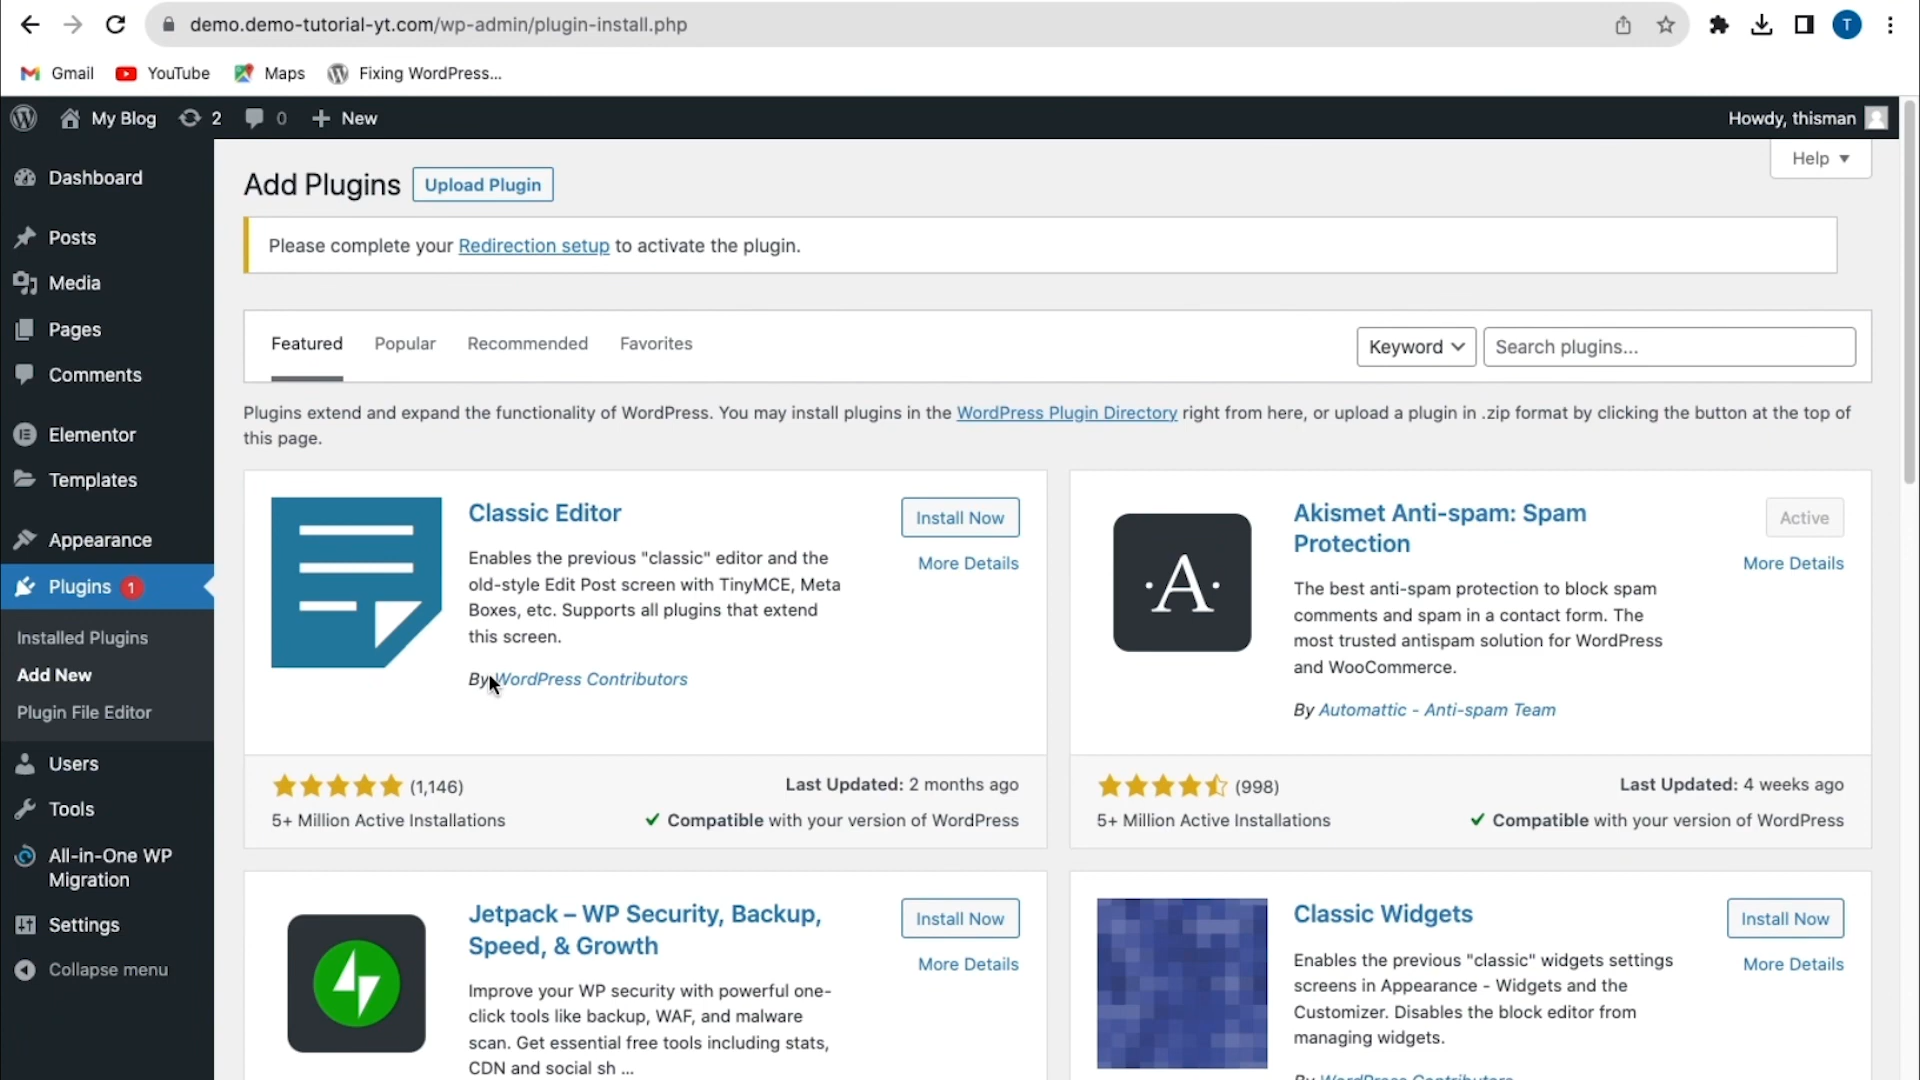 demo.demo-tutorial-yt.com/wp-admin/plugin-install.php
T
Gmail YouTube Maps Fixing WordPress...
My Blog 2 0 New Howdy, thisman
Help
Dashboard
Posts
Media
Pages
Comments
Elementor
Templates
Appearance
Plugins 1
Installed Plugins
Add New
Plugin File Editor
Users
Tools
All-in-One WP
Migration
Settings
Collapse menu
Add Plugins Upload Plugin
Please complete your Redirection setup to activate the plugin.
Featured Popular Recommended Favorites Keyword Search plugins...
Plugins extend and expand the functionality of WordPress. You may install plugins in the WordPress Plugin Directory right from here, or upload a plugin in .zip format by clicking the button at the top of
this page.
Classic Editor
Install Now
More Details
Enables the previous "classic" editor and the
old-style Edit Post screen with TinyMCE, Meta
Boxes, etc. Supports all plugins that extend
this screen.
By WordPress Contributors
(1,146)
Last Updated: 2 months ago
5+ Million Active Installations
Compatible with your version of WordPress
·A·
Akismet Anti-spam: Spam
Protection
Active
More Details
The best anti-spam protection to block spam
comments and spam in a contact form. The
most trusted antispam solution for WordPress
and WooCommerce.
By Automattic - Anti-spam Team
(998)
Last Updated: 4 weeks ago
5+ Million Active Installations
Compatible with your version of WordPress
Jetpack – WP Security, Backup,
Speed, & Growth
Install Now
More Details
Improve your WP security with powerful one-
click tools like backup, WAF, and malware
scan. Get essential free tools including stats,
CDN and social sh ...
Classic Widgets
Install Now
More Details
Enables the previous "classic" widgets settings
screens in Appearance - Widgets and the
Customizer. Disables the block editor from
managing widgets.
By WordPress Contributors